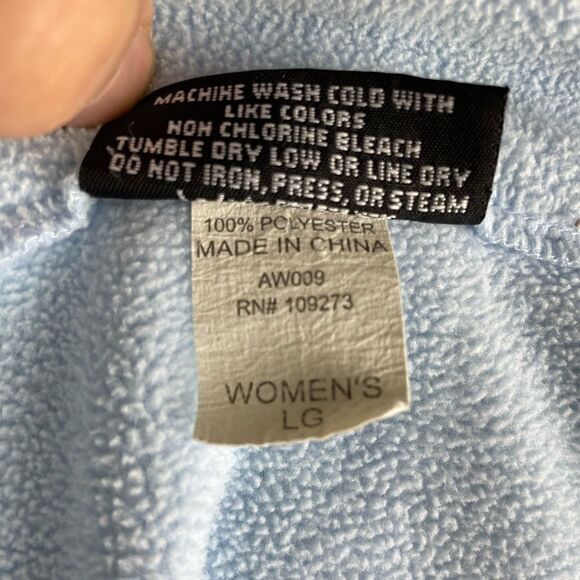 MACHINE WASH COLD WITH
LIKE COLORS
NON CHLORINE BLEACH
TUMBLE DRY LOW OR LINE DRY
DO NOT IRON, PRESS, OR STEAM
100% POLYESTER
MADE IN CHINA
AW009
RN# 109273
WOMEN'S
LG